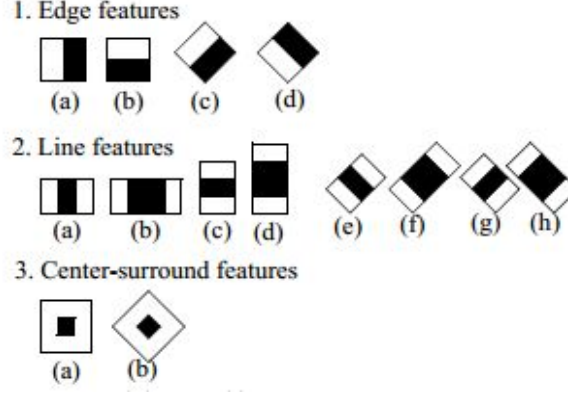 1. Edge features
(a) (b) (c) (d)
2. Line features
(a) (b) (c) (d) (e) (f) (g) (h)
3. Center-surround features
(a) (b)